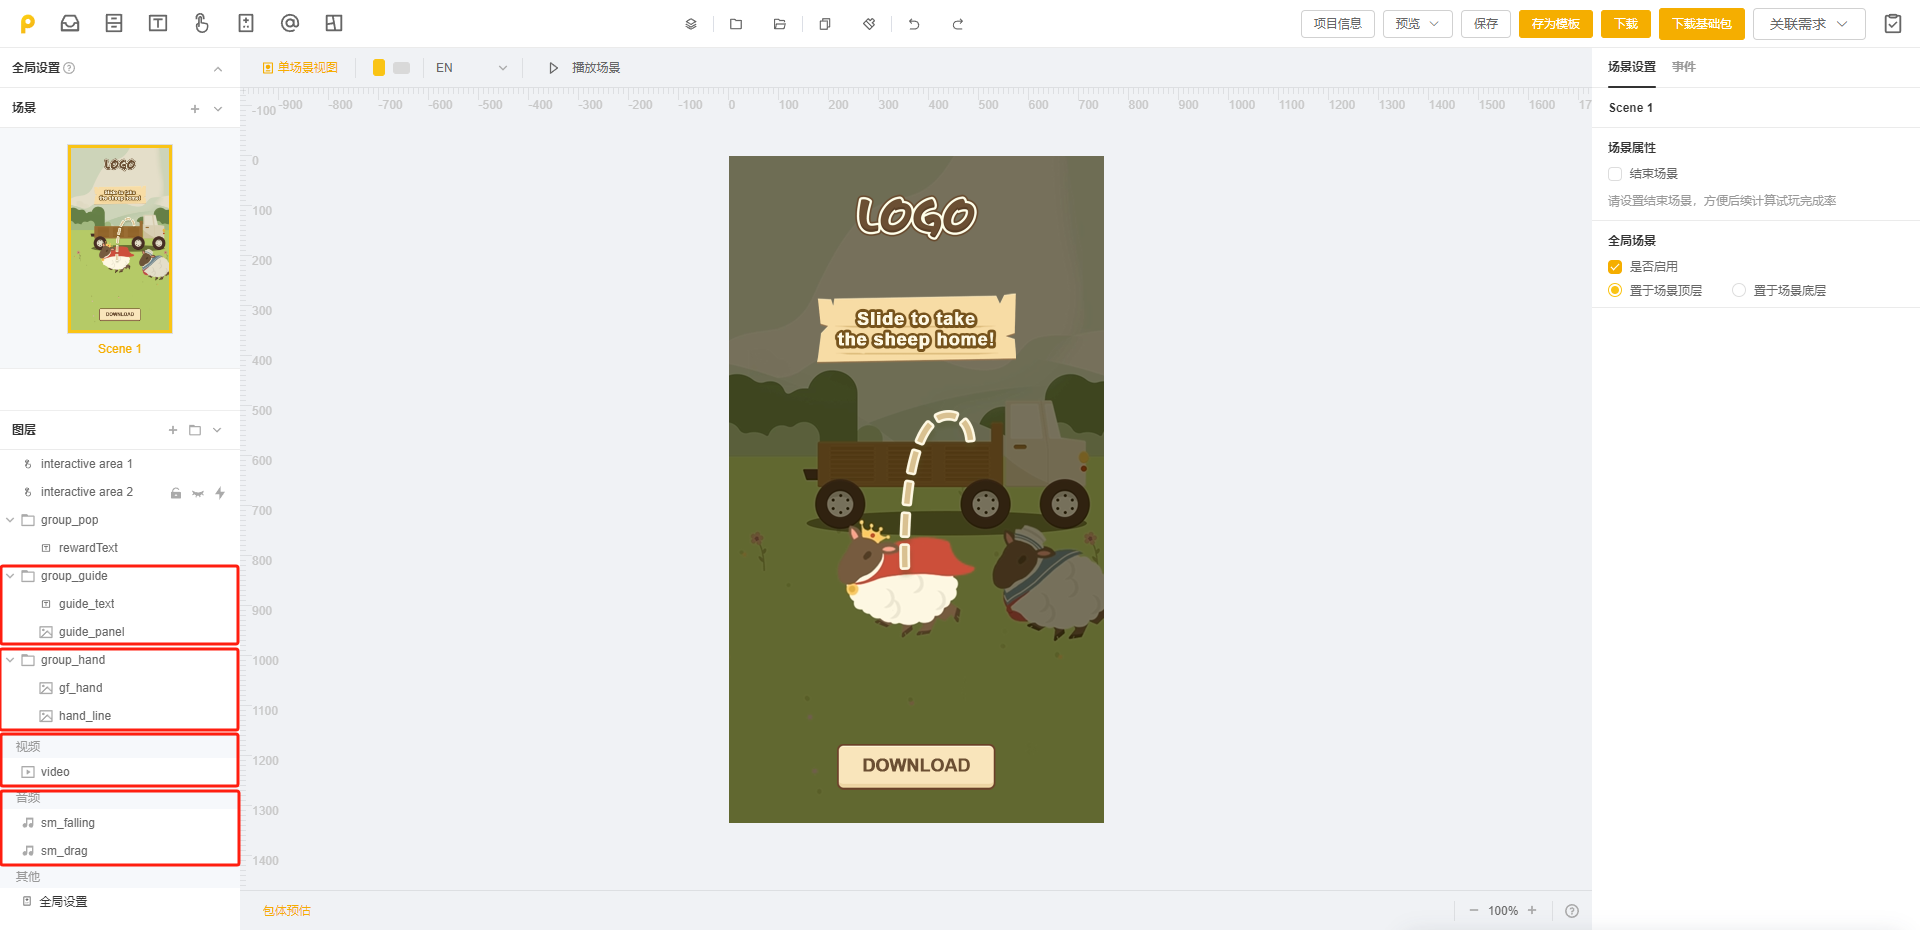 项目信息
预览
保存
存为模板
下载
下载基础包
关联需求
全局设置
单场景视图
EN
播放场景
场景设置
事件
-100
-900
-800
-700
-600
-500
-400
-300
-200
-100
0
100
200
300
400
500
600
700
800
900
1000
1100
1200
1300
1400
1500
1600
17
场景
Scene 1
LOGO
Slide to take
the sheep home!
DOWNLOAD
Scene 1
0
100
200
300
400
500
600
700
800
900
1000
1100
1200
1300
1400
LOGO
Slide to take
the sheep home!
DOWNLOAD
场景属性
结束场景
请设置结束场景，方便后续计算试玩完成率
全局场景
是否启用
置于场景顶层
置于场景底层
图层
interactive area 1
interactive area 2
group_pop
rewardText
group_guide
guide_text
guide_panel
group_hand
gf_hand
hand_line
视频
video
音频
sm_falling
sm_drag
其他
全局设置
包体预估
100%